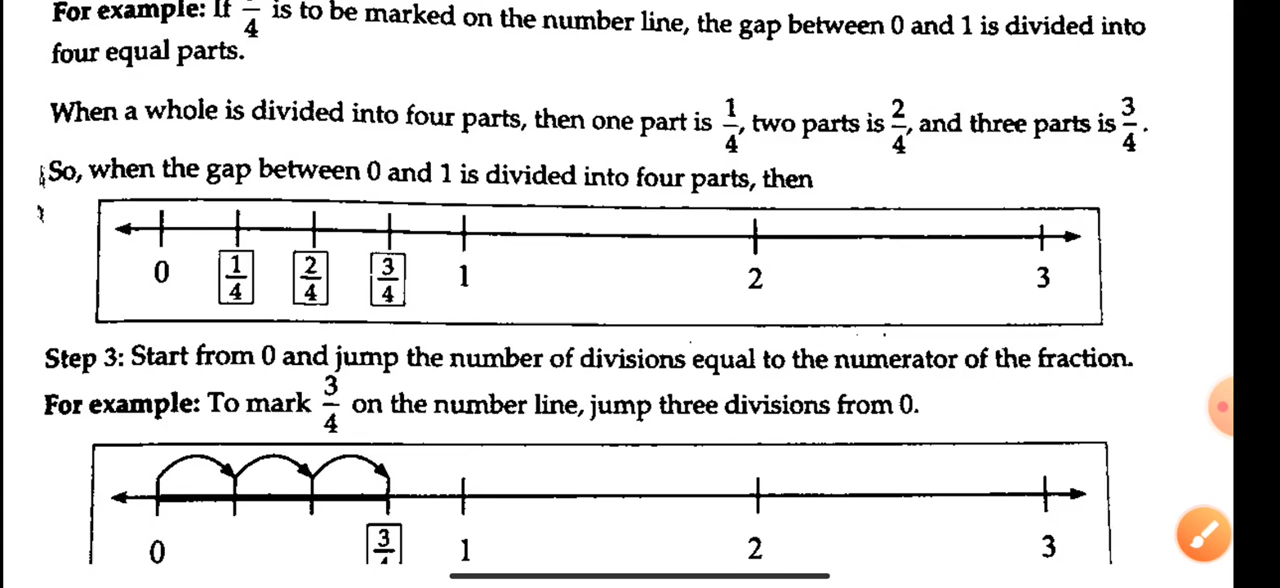 For example: If /4 is to be marked on the number line, the gap between 0 and 1 is divided into
four equal parts.
When a whole is divided into four parts, then one part is 1/4, two parts is 2/4, and three parts is 3/4.
So, when the gap between 0 and 1 is divided into four parts, then
0 1/4 2/4 3/4 1 2 3
Step 3: Start from 0 and jump the number of divisions equal to the numerator of the fraction.
For example: To mark 3/4 on the number line, jump three divisions from 0.
0 3/4 1 2 3